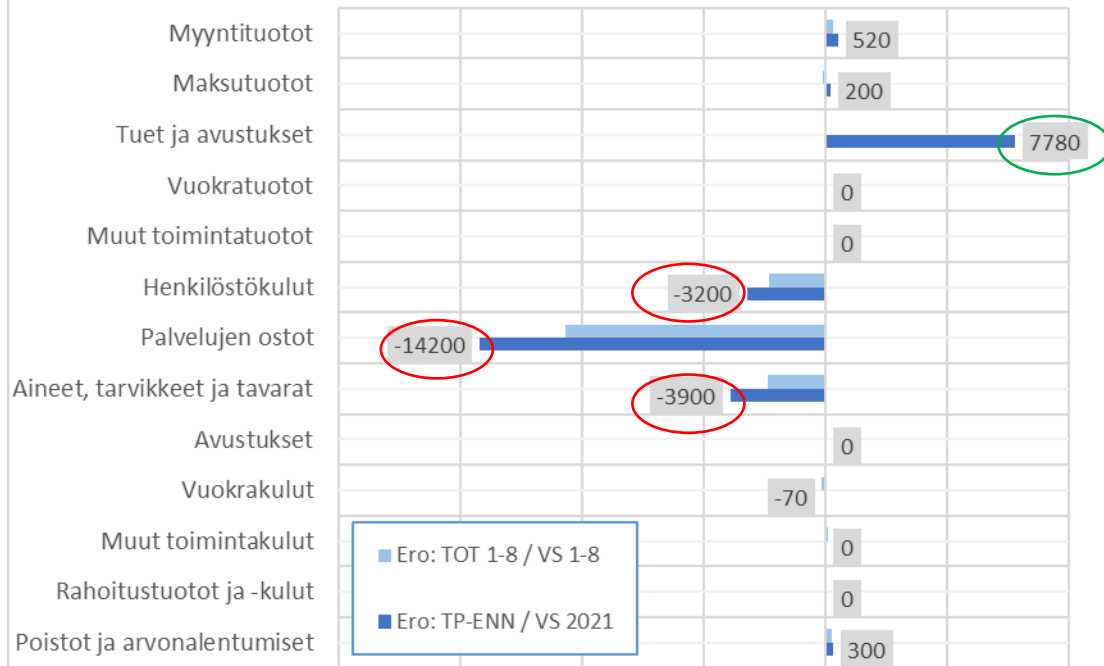 Myyntituotot
520
Maksutuotot
200
Tuet ja avustukset
7780
Vuokratuotot
0
Muut toimintatuotot
0
Henkilöstökulut
-3200
Palvelujen ostot
-14200
Aineet, tarvikkeet ja tavarat
-3900
Avustukset
0
Vuokrakulut
-70
Muut toimintakulut
0
Rahoitustuotot ja -kulut
0
Poistot ja arvonalentumiset
300
Ero: TOT 1-8 / VS 1-8
Ero: TP-ENN / VS 2021